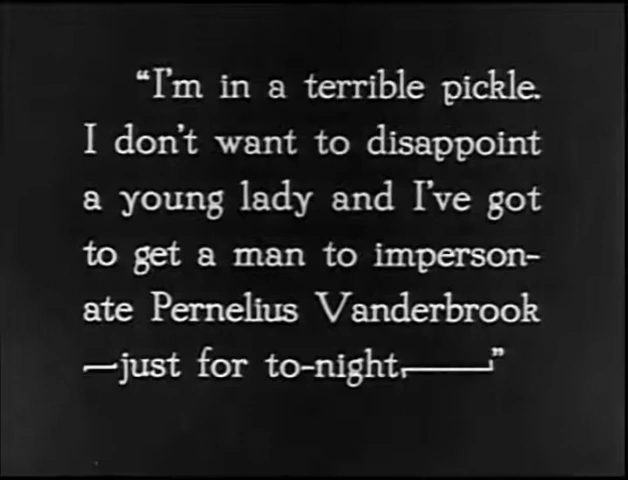 “I'm in a terrible pickle.
I don't want to disappoint
a young lady and I've got
to get a man to imperson-
ate Pernelius Vanderbrook
—just for to-night,——”